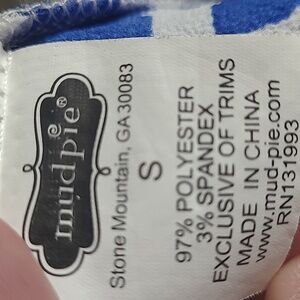 mudpie®
Stone Mountain, GA 30083
S
97% POLYESTER
3% SPANDEX
EXCLUSIVE OF TRIMS
MADE IN CHINA
www.mud-pie.com
RN131993